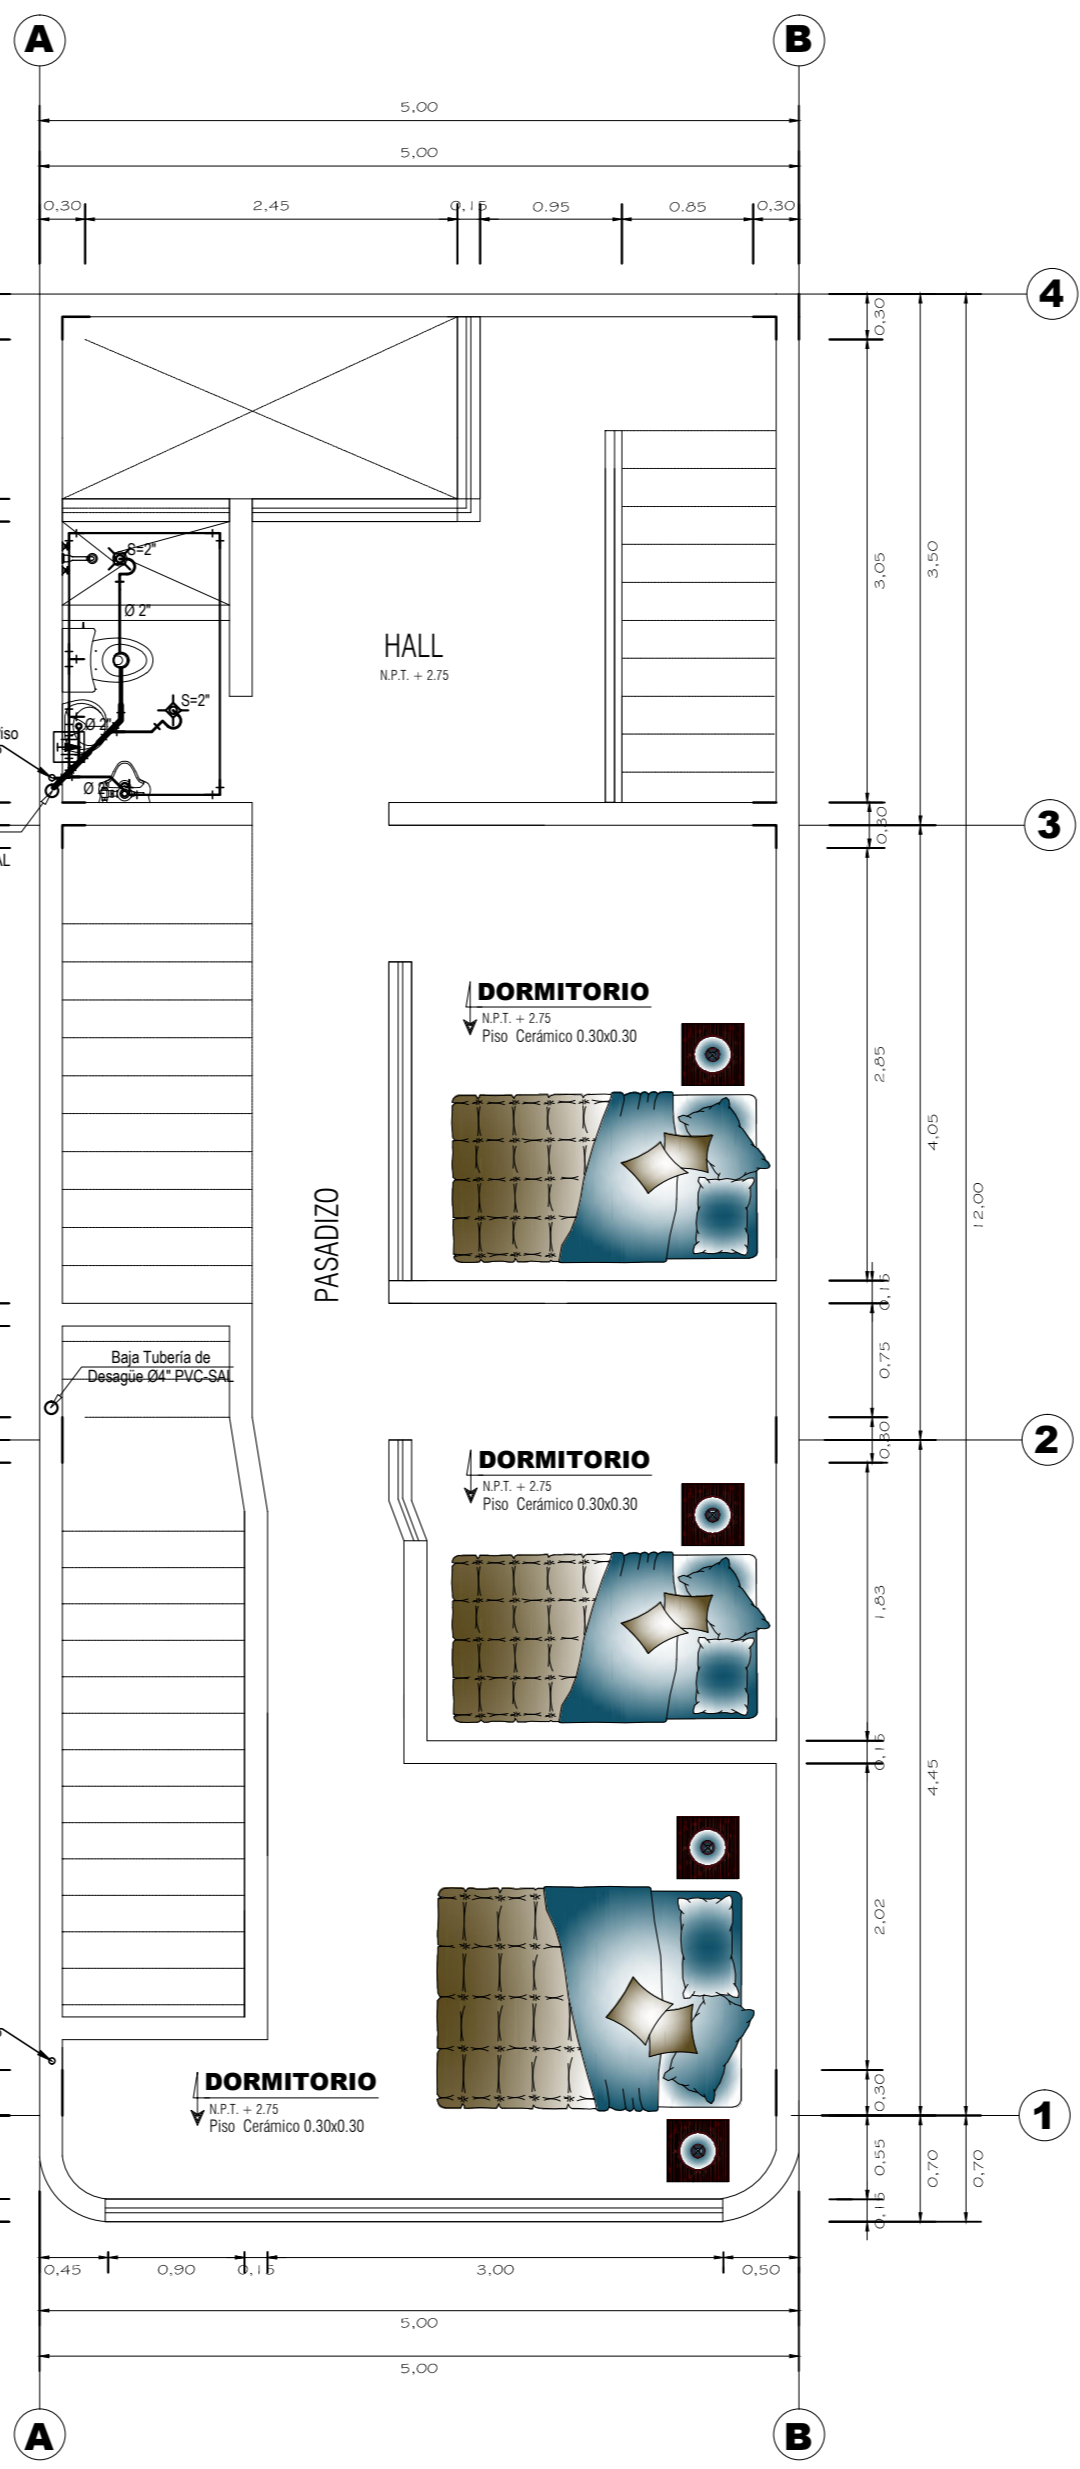 A
B
5,00
5,00
0,30
2,45
0,15
0.95
0.85
0,30
4
0,30
3,05
3,50
S=2"
Ø 2"
HALL
N.P.T. + 2.75
S=2"
Ø 2"
Ø 2"
3
0,30
DORMITORIO
N.P.T. + 2.75
Piso Cerámico 0.30x0.30
2,85
4,05
12,00
PASADIZO
0,15
0,75
Baja Tubería de
Desagüe Ø4" PVC-SAL
2
0,30
DORMITORIO
N.P.T. + 2.75
Piso Cerámico 0.30x0.30
1,83
0,15
4,45
2,02
DORMITORIO
N.P.T. + 2.75
Piso Cerámico 0.30x0.30
0,30
1
0,55
0,70
0,70
0,15
0,45
0,90
0,15
3,00
0,50
5,00
5,00
A
B